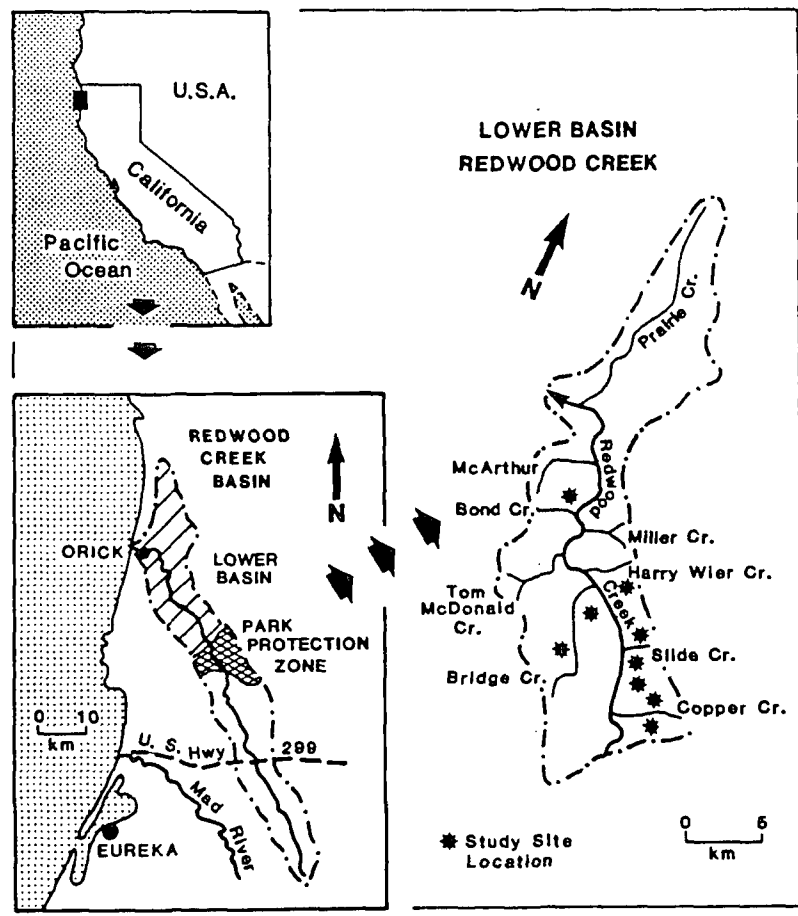 U.S.A.
California
Pacific
Ocean
REDWOOD
CREEK
BASIN
N
ORICK
LOWER
BASIN
PARK
PROTECTION
ZONE
0 10
km
U. S. Hwy 299
Mad River
EUREKA
LOWER BASIN
REDWOOD CREEK
N
Prairie Cr.
Redwood Creek
McArthur
Bond Cr.
Miller Cr.
Harry Wier Cr.
Tom
McDonald
Cr.
Slide Cr.
Bridge Cr.
Copper Cr.
Study Site
Location
0 5
km